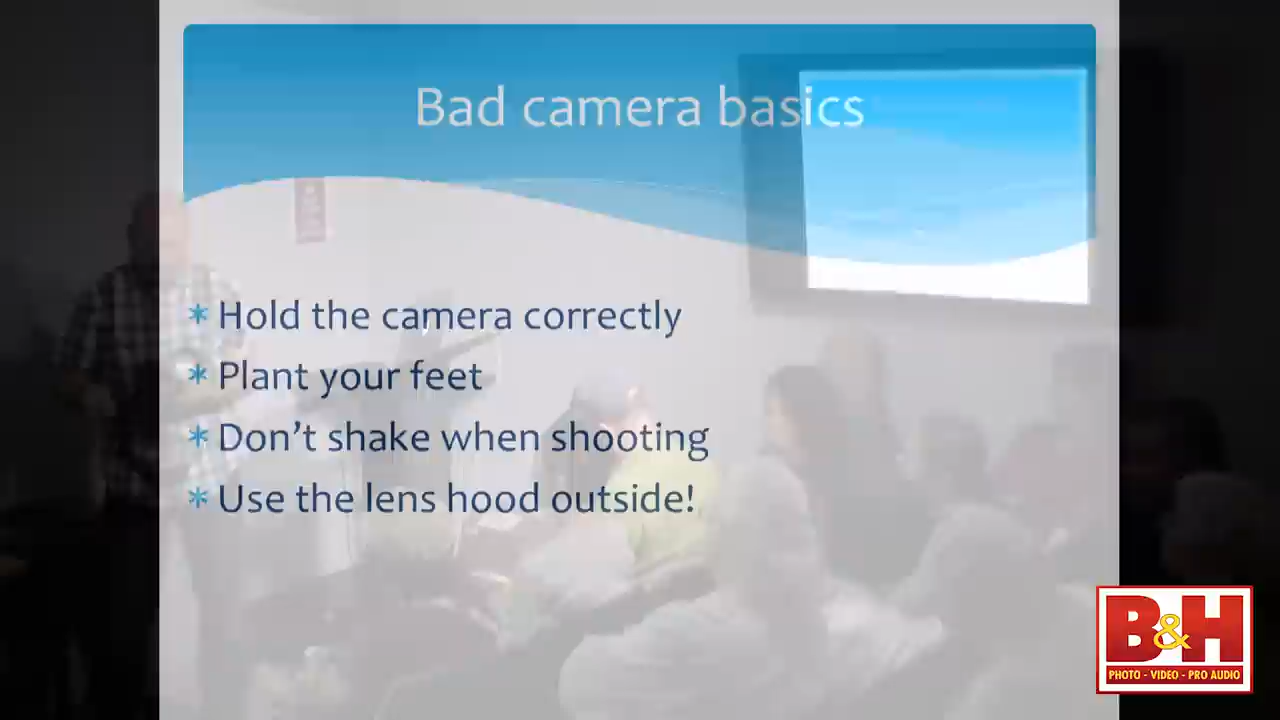 Bad camera basics
* Hold the camera correctly
* Plant your feet
* Don’t shake when shooting
* Use the lens hood outside!
B&H
PHOTO - VIDEO - PRO AUDIO